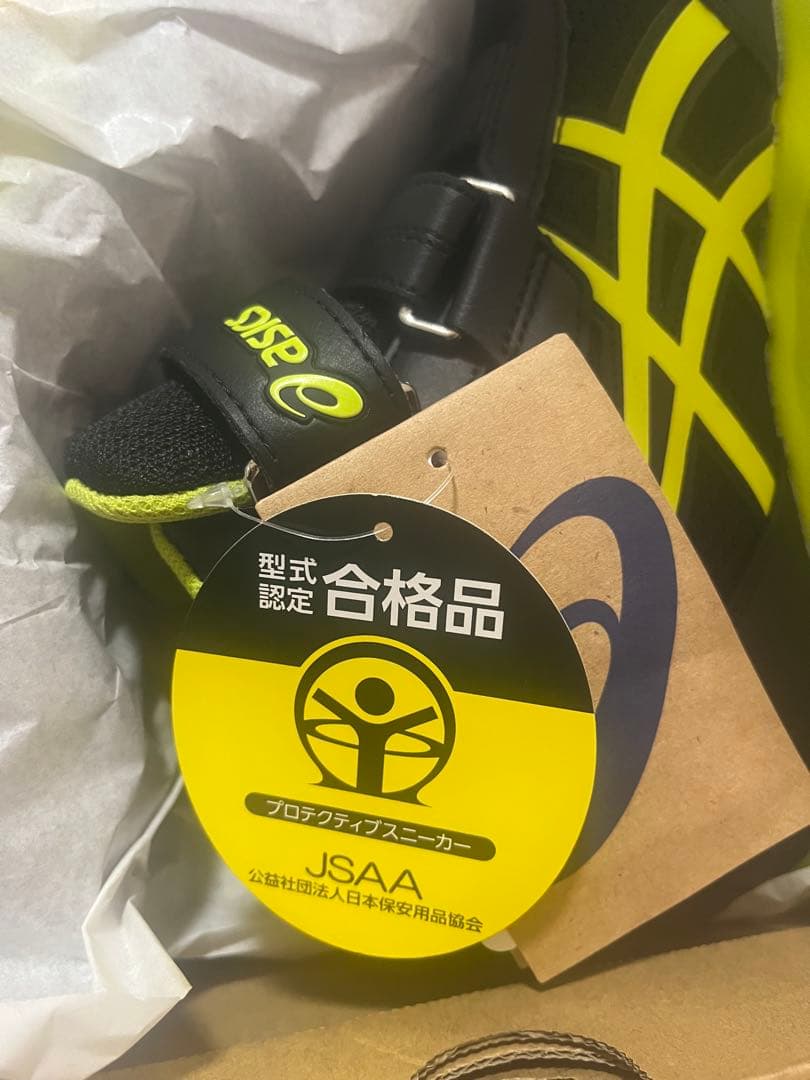 asics
型式
認定
合格品
プロテクティブスニーカー
JSAA
公益社団法人日本保安用品協会